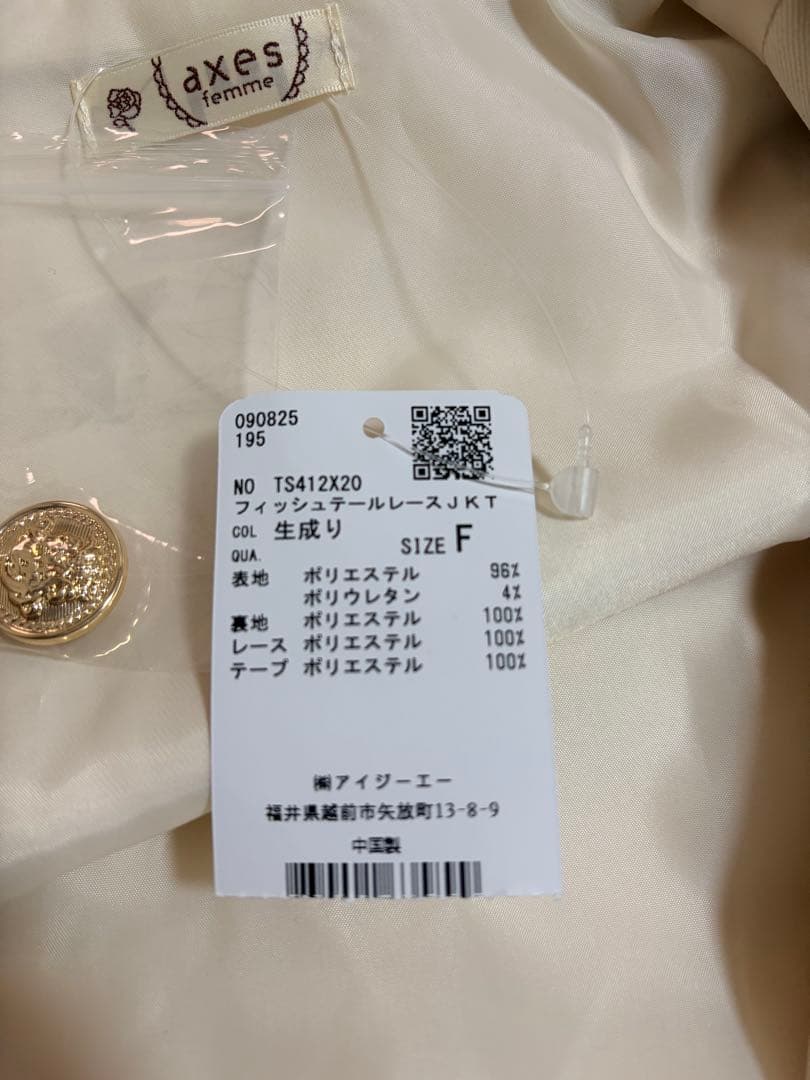 axes
femme
090825
195
NO TS412X20
フィッシュテールレースJKT
COL 生成り
SIZE F
QUA.
表地 ポリエステル 96%
ポリウレタン 4%
裏地 ポリエステル 100%
レース ポリエステル 100%
テープ ポリエステル 100%
㈱アイジーエー
福井県越前市矢放町13-8-9
中国製